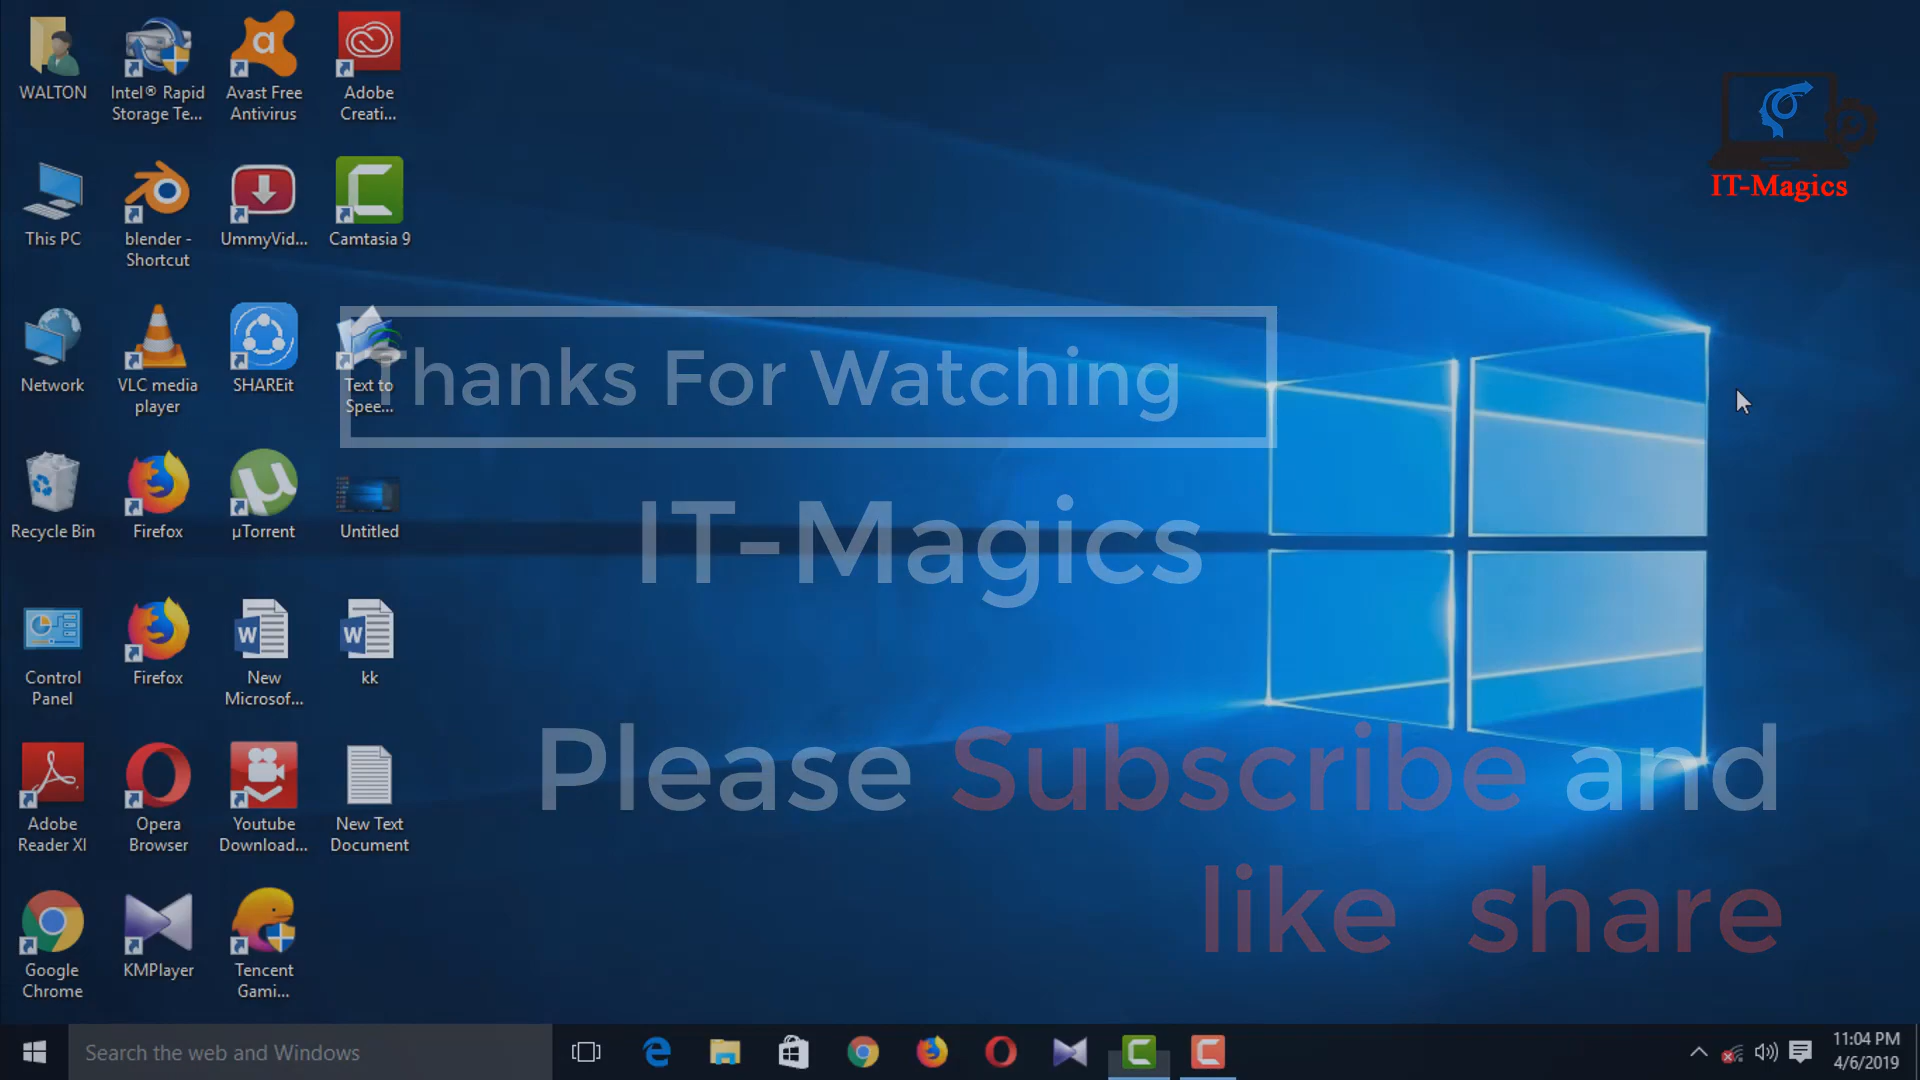 WALTON
Intel® Rapid
Storage Te...
Avast Free
Antivirus
Adobe
Creati...
This PC
blender -
Shortcut
UmmyVid...
Camtasia 9
IT-Magics
Network
VLC media
player
SHAREit
Text to
Spee...
Thanks For Watching
Recycle Bin
Firefox
µTorrent
Untitled
IT-Magics
Control
Panel
Firefox
New
Microsof...
kk
Adobe
Reader XI
Opera
Browser
Youtube
Download...
New Text
Document
Please Subscribe and
like share
Google
Chrome
KMPlayer
Tencent
Gami...
Search the web and Windows
11:04 PM
4/6/2019